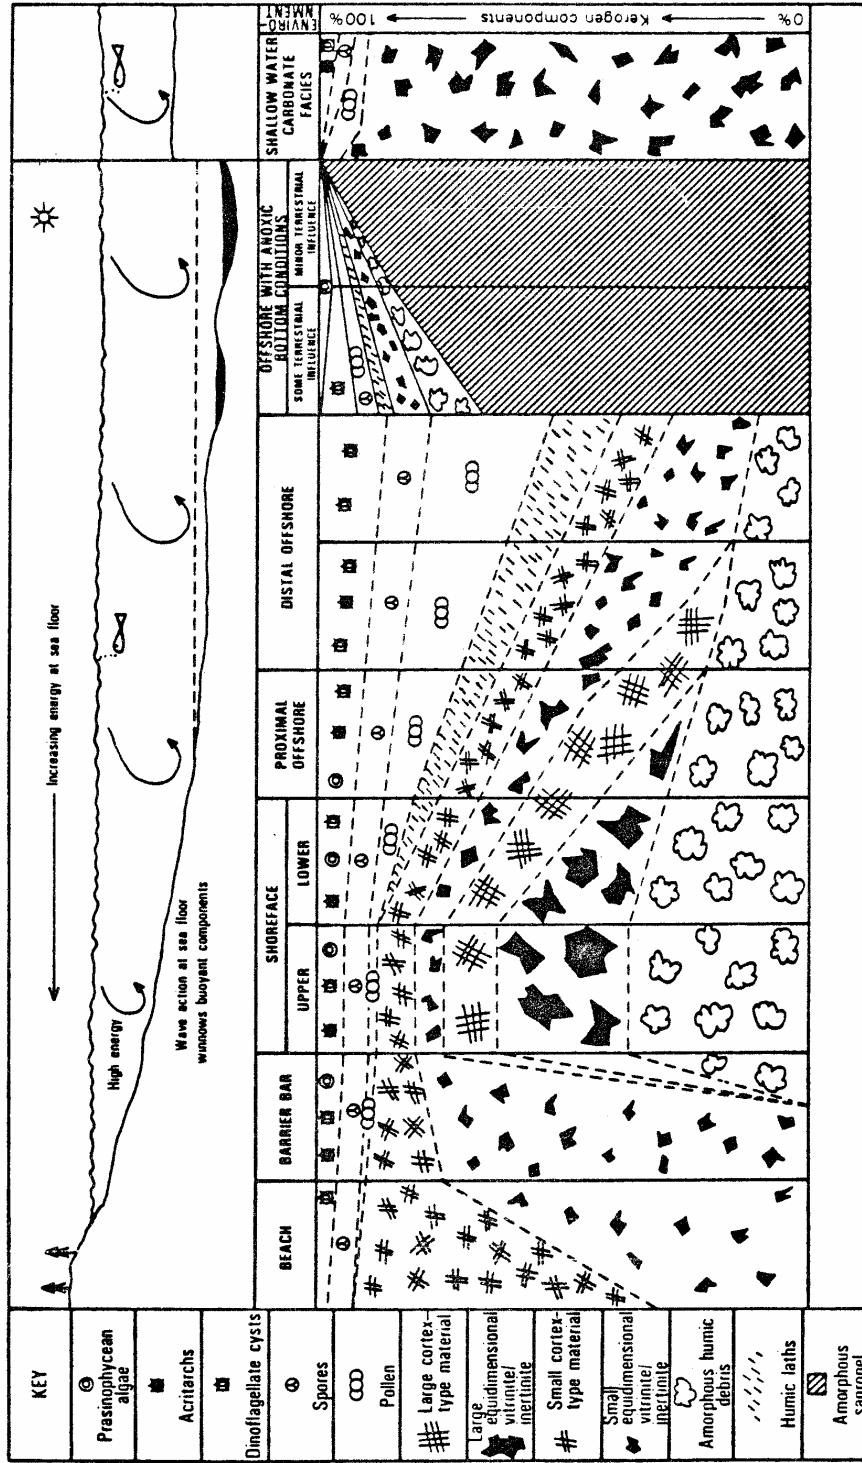 KEY
Prasinophycean
algae
Acritarchs
Dinoflagellate cysts
Spores
Pollen
Large cortex-
type material
Large
equidimensional
vitrinite/
inertinite
Small cortex-
type material
Small
equidimensional
vitrinite/
inertinite
Amorphous humic
debris
Humic laths
Amorphous
sapropel
Increasing energy at sea floor
High energy
Wave action at sea floor
winnows buoyant components
BEACH
BARRIER BAR
SHOREFACE
UPPER
LOWER
PROXIMAL
OFFSHORE
DISTAL OFFSHORE
OFFSHORE WITH ANOXIC
BOTTOM CONDITIONS
SOME TERRESTRIAL
INFLUENCE
MINOR TERRESTRIAL
INFLUENCE
SHALLOW WATER
CARBONATE
FACIES
ENVIRO-
NMENT
0%
Kerogen components
100%